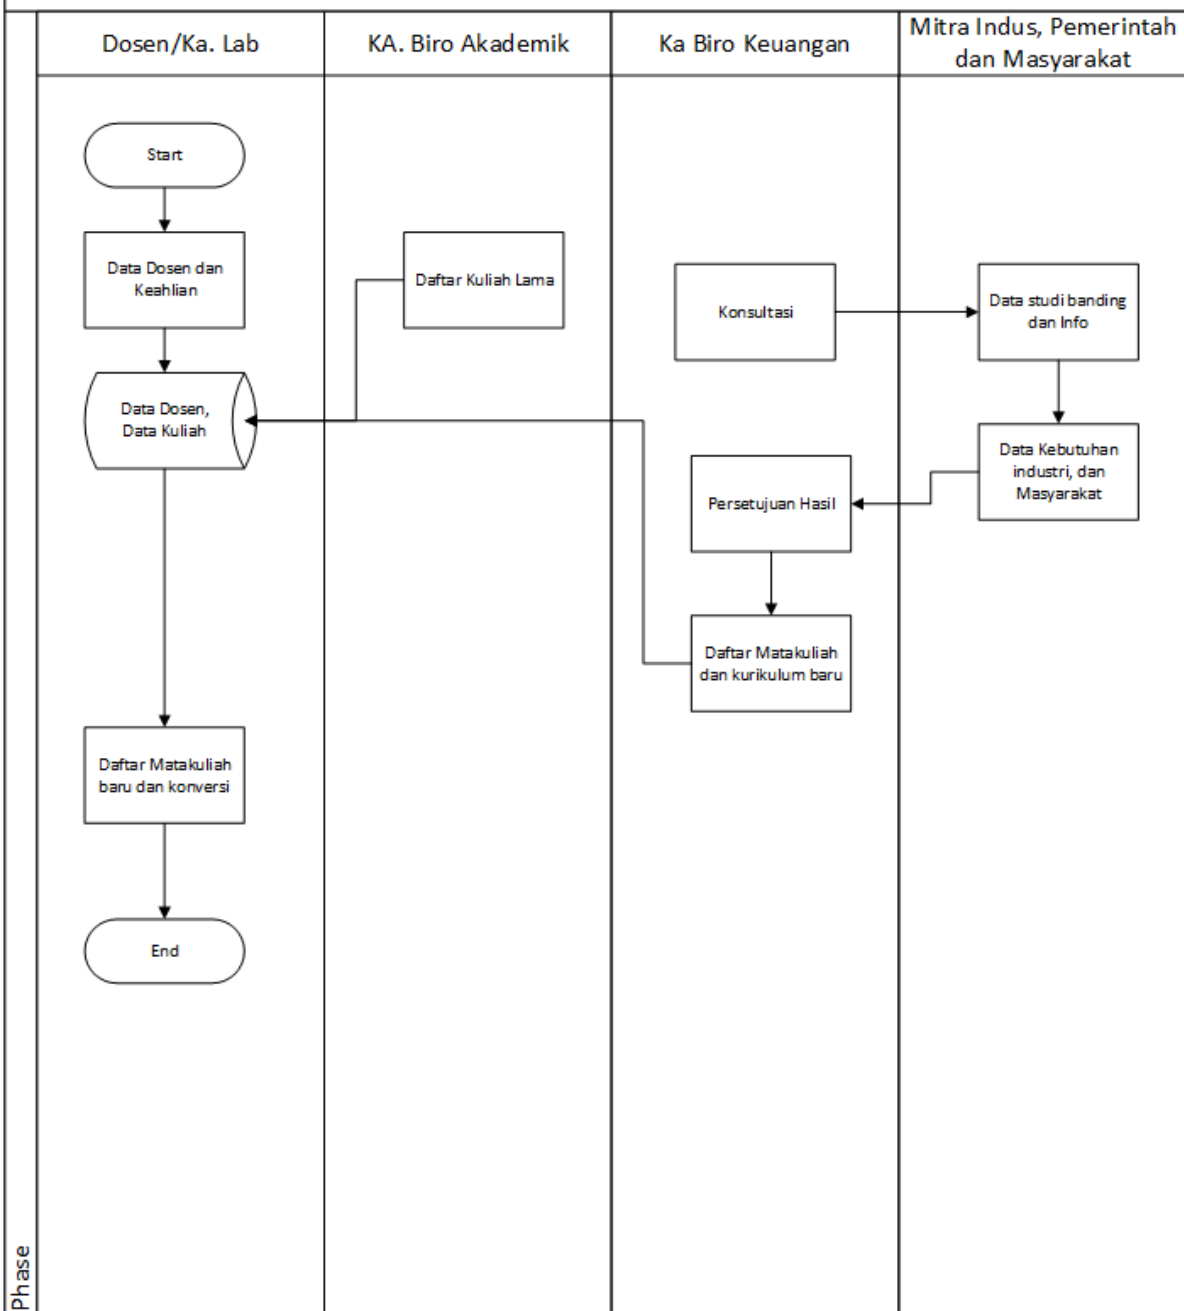 Dosen/Ka. Lab
KA. Biro Akademik
Ka Biro Keuangan
Mitra Indus, Pemerintah
dan Masyarakat
Start
Data Dosen dan
Keahlian
Daftar Kuliah Lama
Konsultasi
Data studi banding
dan Info
Data Dosen,
Data Kuliah
Data Kebutuhan
industri, dan
Masyarakat
Persetujuan Hasil
Daftar Matakuliah
dan kurikulum baru
Daftar Matakuliah
baru dan konversi
End
Phase